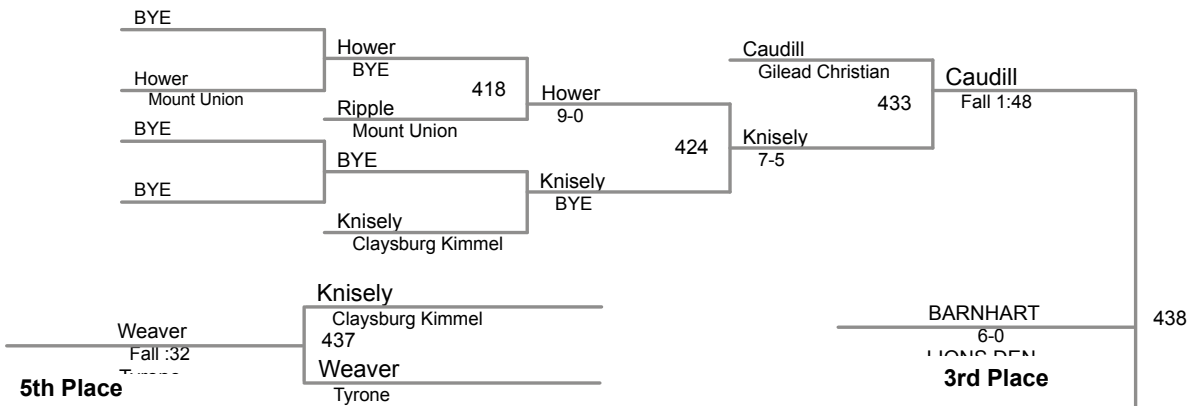 BYE
Hower
BYE
Hower
Mount Union
418
Ripple
Mount Union
Hower
9-0
BYE
BYE
BYE
Knisely
Claysburg Kimmel
Knisely
BYE
424
Caudill
Gilead Christian
433
Knisely
7-5
Caudill
Fall 1:48
Knisely
Claysburg Kimmel
437
Weaver
Tyrone
Weaver
Fall :32
5th Place
BARNHART
6-0
LIONS DEN
3rd Place
438